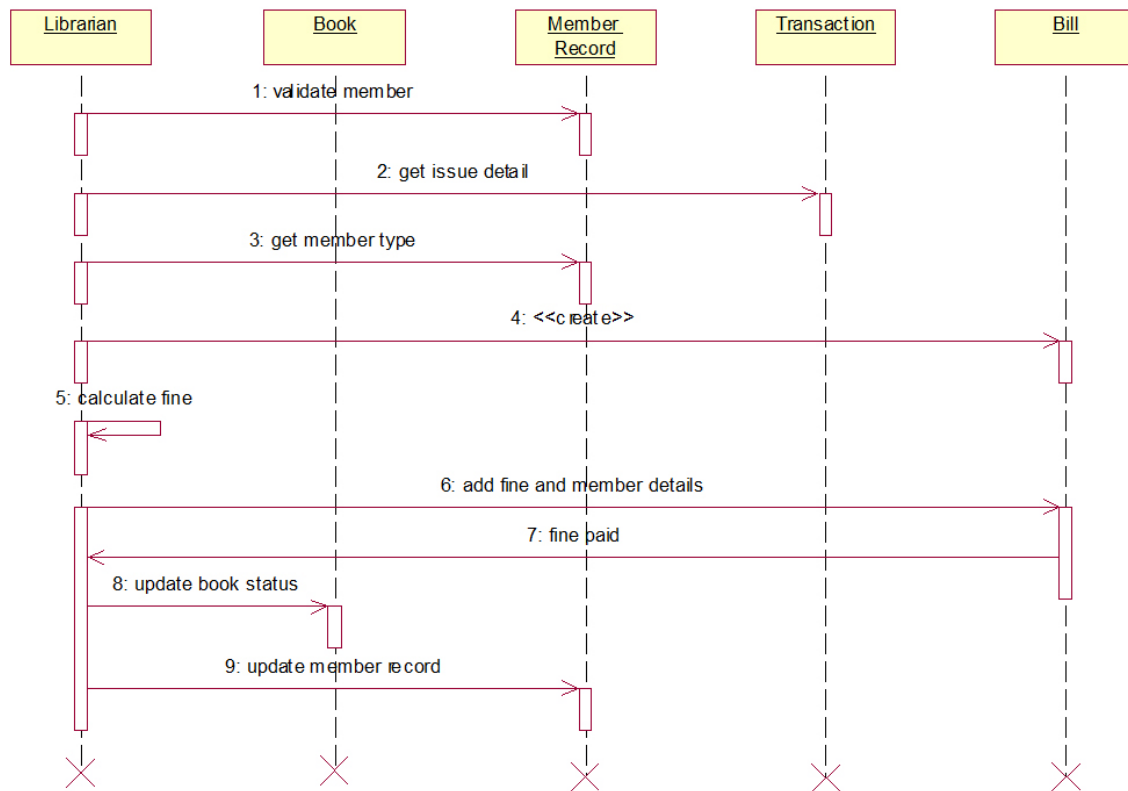 Librarian
Book
Member
Record
Transaction
Bill
1: validate member
2: get issue detail
3: get member type
4: <<create>>
5: calculate fine
6: add fine and member details
7: fine paid
8: update book status
9: update member record